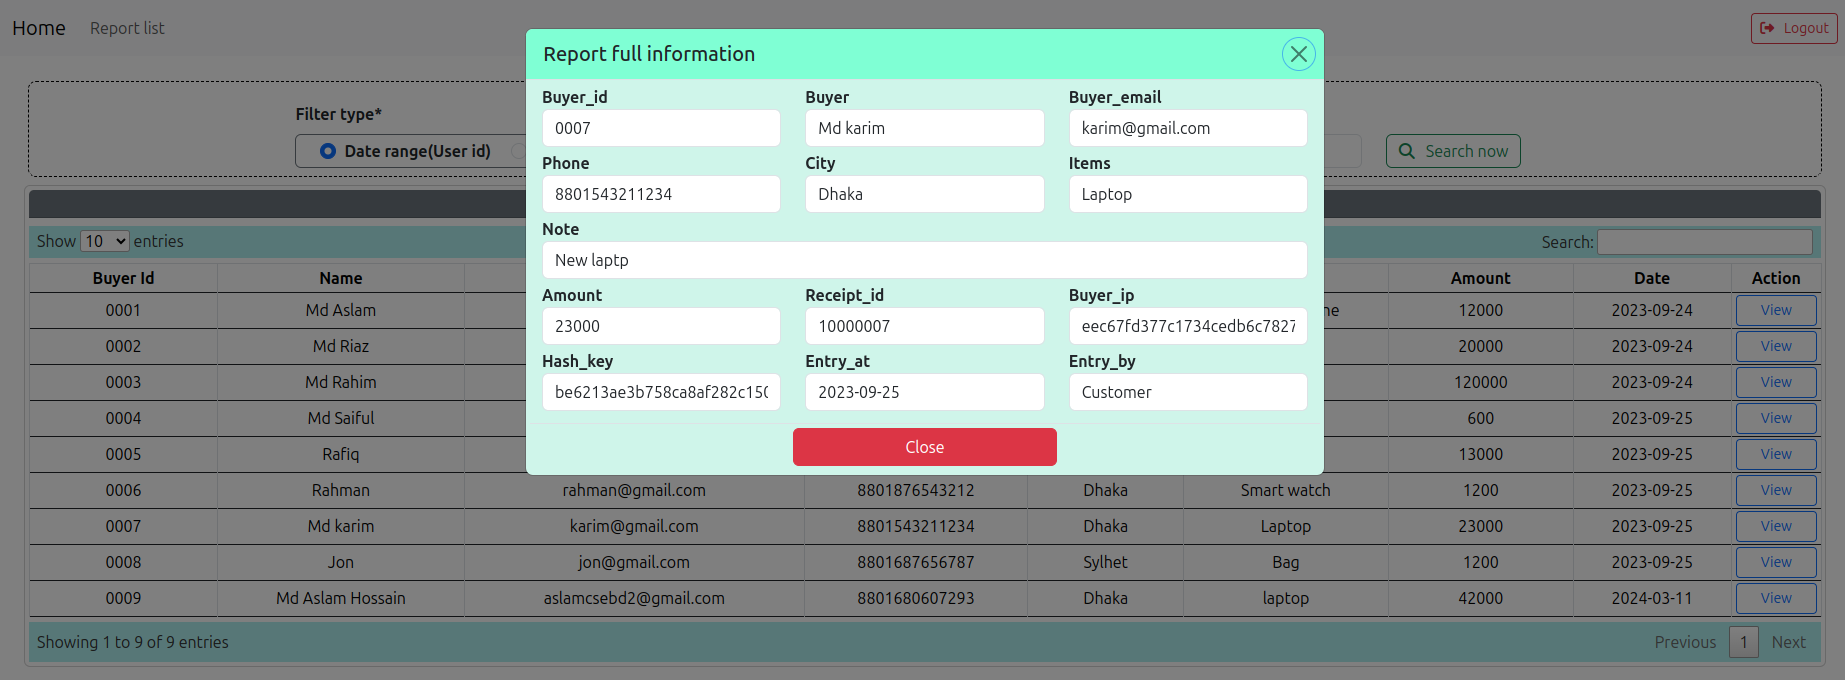 Home Report list Logout
Report full information
Filter type*
Date range(User id) Search now
Buyer_id Buyer Buyer_email
0007 Md karim karim@gmail.com
Phone City Items
8801543211234 Dhaka Laptop
Note
New laptp
Amount Receipt_id Buyer_ip
23000 10000007 eec67fd377c1734cedb6c7827
Hash_key Entry_at Entry_by
be6213ae3b758ca8af282c150 2023-09-25 Customer
Close
Show 10 entries Search:
Buyer Id Name Amount Date Action
0001 Md Aslam ne 12000 2023-09-24 View
0002 Md Riaz 20000 2023-09-24 View
0003 Md Rahim 120000 2023-09-24 View
0004 Md Saiful 600 2023-09-25 View
0005 Rafiq 13000 2023-09-25 View
0006 Rahman rahman@gmail.com 8801876543212 Dhaka Smart watch 1200 2023-09-25 View
0007 Md karim karim@gmail.com 8801543211234 Dhaka Laptop 23000 2023-09-25 View
0008 Jon jon@gmail.com 8801687656787 Sylhet Bag 1200 2023-09-25 View
0009 Md Aslam Hossain aslamcsebd2@gmail.com 8801680607293 Dhaka laptop 42000 2024-03-11 View
Showing 1 to 9 of 9 entries Previous 1 Next